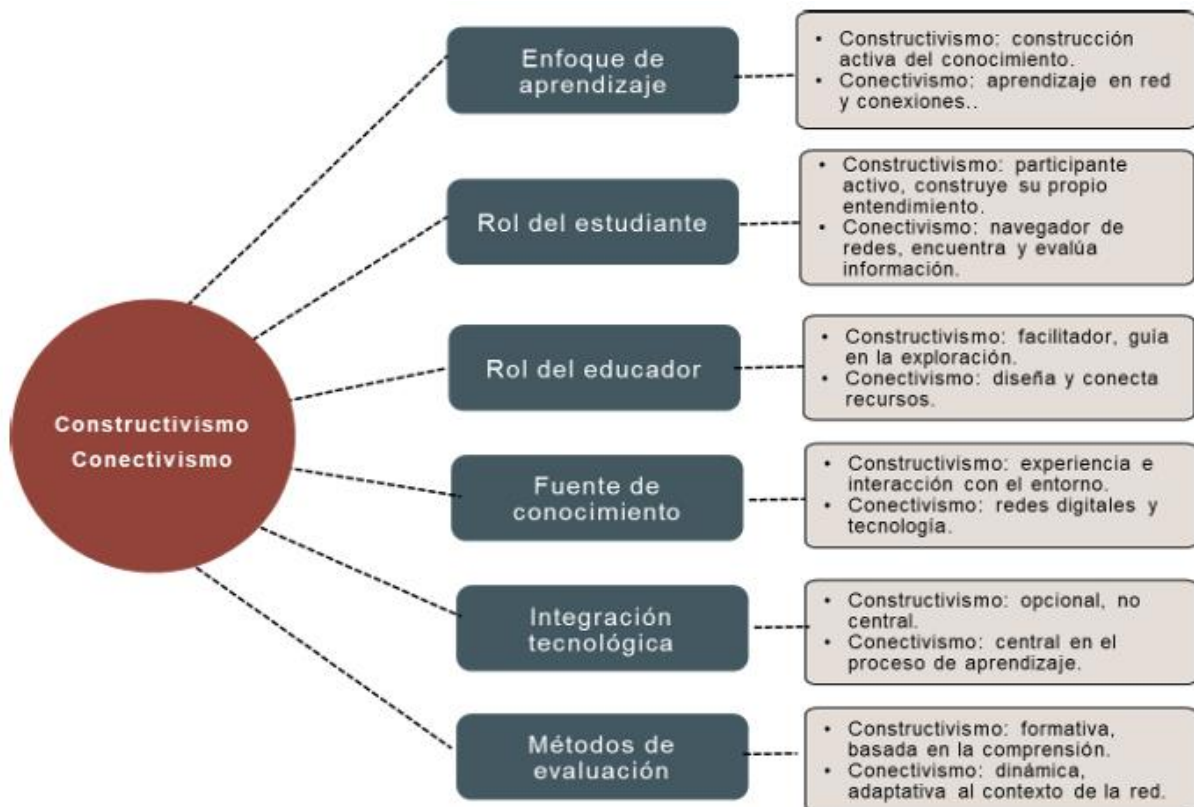 Constructivismo
Conectivismo
Enfoque de
aprendizaje
• Constructivismo: construcción
activa del conocimiento.
• Conectivismo: aprendizaje en red
y conexiones..
Rol del estudiante
• Constructivismo: participante
activo, construye su propio
entendimiento.
• Conectivismo: navegador de
redes, encuentra y evalúa
información.
Rol del educador
• Constructivismo: facilitador, guía
en la exploración.
• Conectivismo: diseña y conecta
recursos.
Fuente de
conocimiento
• Constructivismo: experiencia e
interacción con el entorno.
• Conectivismo: redes digitales y
tecnología.
Integración
tecnológica
• Constructivismo: opcional, no
central.
• Conectivismo: central en el
proceso de aprendizaje.
Métodos de
evaluación
• Constructivismo: formativa,
basada en la comprensión.
• Conectivismo: dinámica,
adaptativa al contexto de la red.